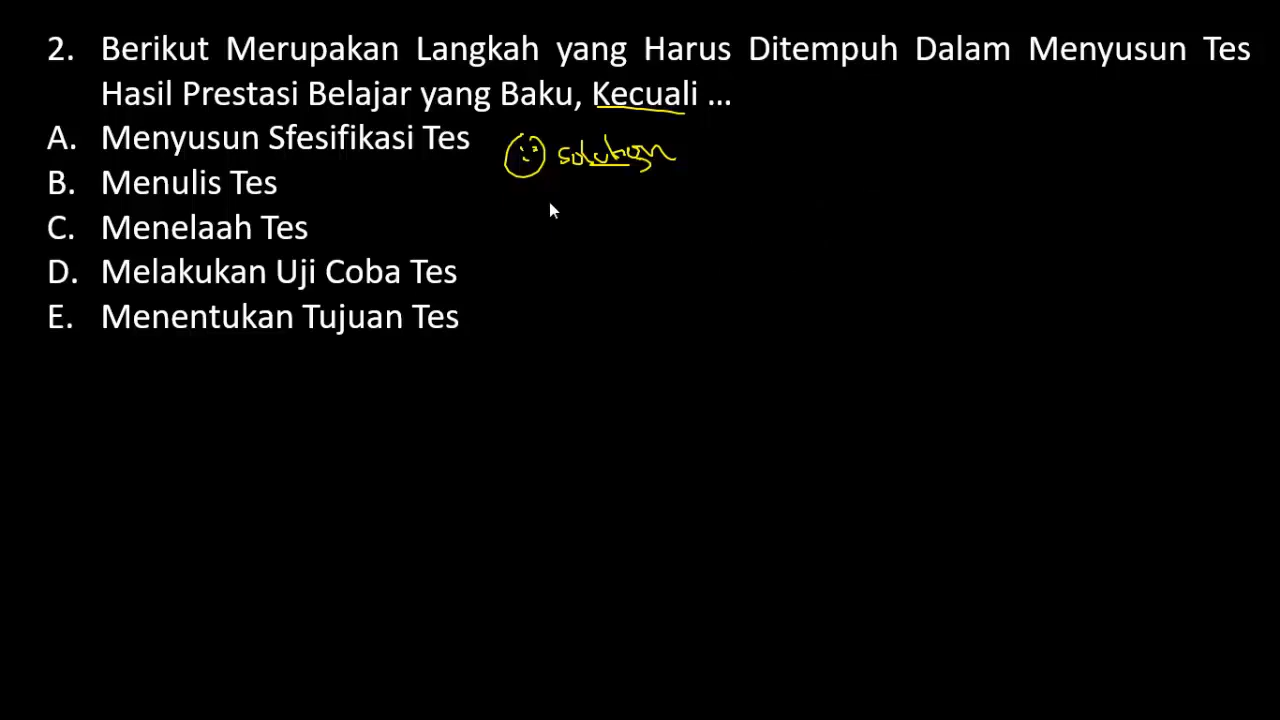 2. Berikut Merupakan Langkah yang Harus Ditempuh Dalam Menyusun Tes
Hasil Prestasi Belajar yang Baku, Kecuali ...
A. Menyusun Sfesifikasi Tes
solution
B. Menulis Tes
C. Menelaah Tes
D. Melakukan Uji Coba Tes
E. Menentukan Tujuan Tes